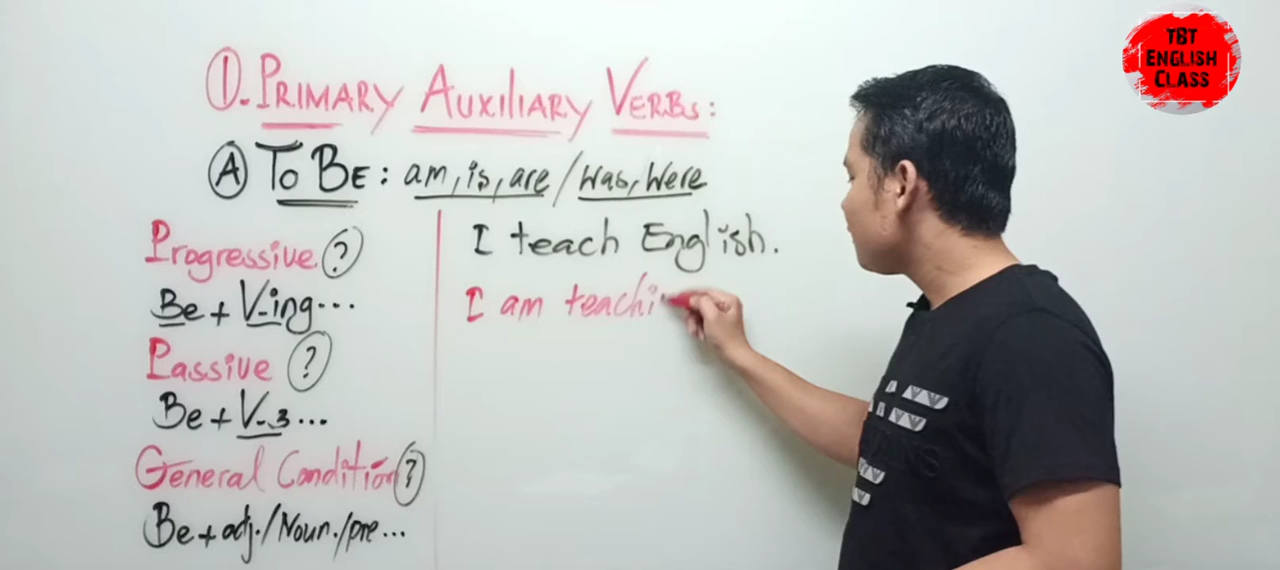 ①. PRIMARY AUXILIARY VERBS:
Ⓐ TO BE: am, is, are / was, were
Progressive ?
Be + V-ing...
Passive ?
Be + V-3...
General Condition ?
Be + adj./Noun./pre...
I teach English.
I am teachi
TBT
ENGLISH
CLASS